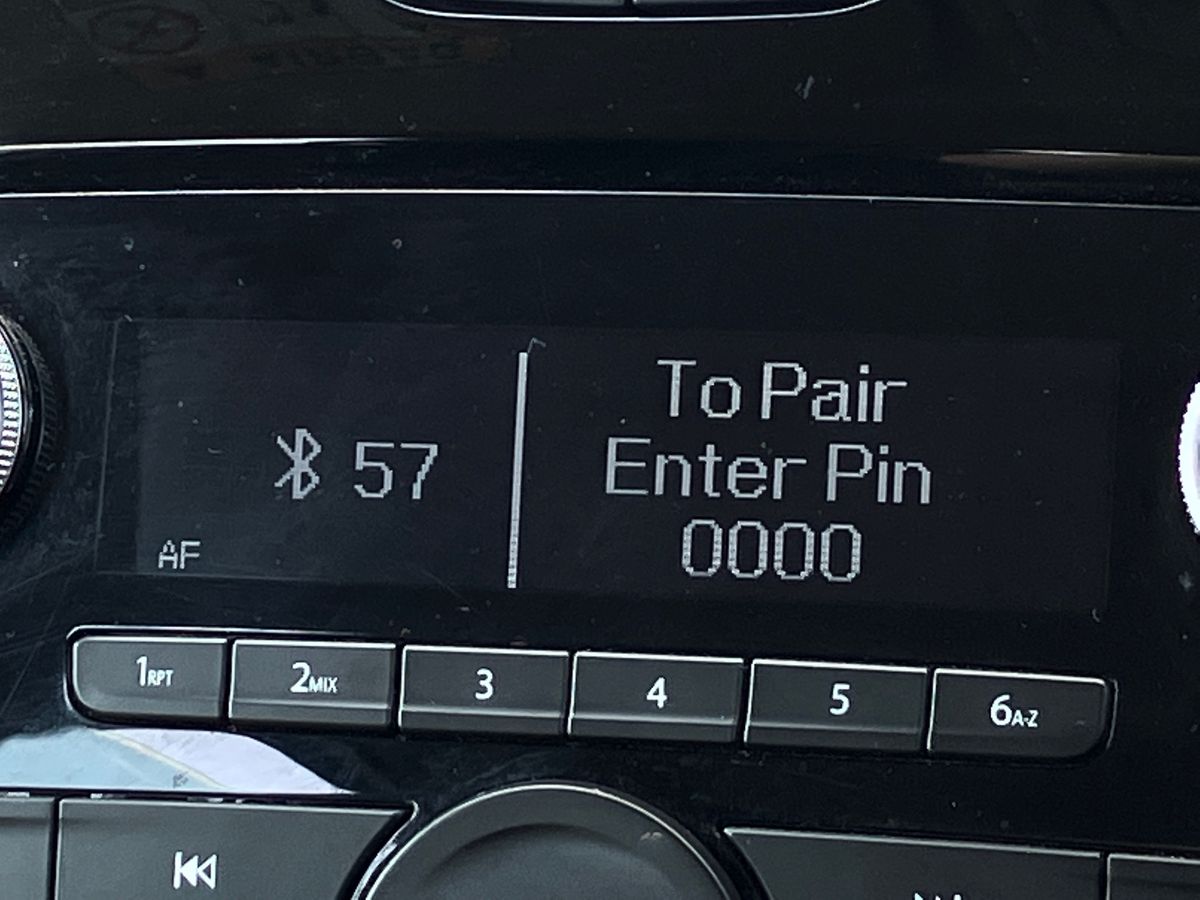 57
AF
To Pair
Enter Pin
0000
1RPT
2MIX
3
4
5
6A-Z